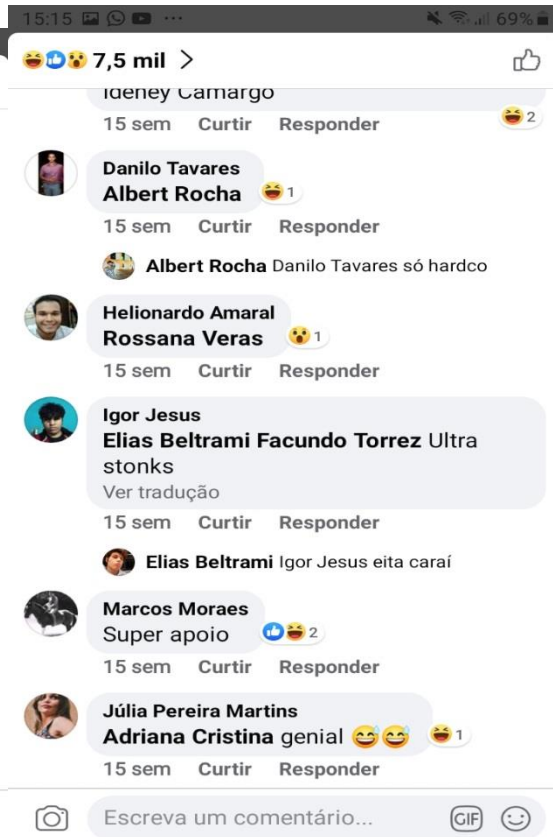 15:15 69%
7,5 mil
Ideney Camargo
15 sem Curtir Responder 2
Danilo Tavares
Albert Rocha 1
15 sem Curtir Responder
Albert Rocha Danilo Tavares só hardco
Helionardo Amaral
Rossana Veras 1
15 sem Curtir Responder
Igor Jesus
Elias Beltrami Facundo Torrez Ultra
stonks
Ver tradução
15 sem Curtir Responder
Elias Beltrami Igor Jesus eita caraí
Marcos Moraes
Super apoio 2
15 sem Curtir Responder
Júlia Pereira Martins
Adriana Cristina genial 😅😅 1
15 sem Curtir Responder
Escreva um comentário... GIF